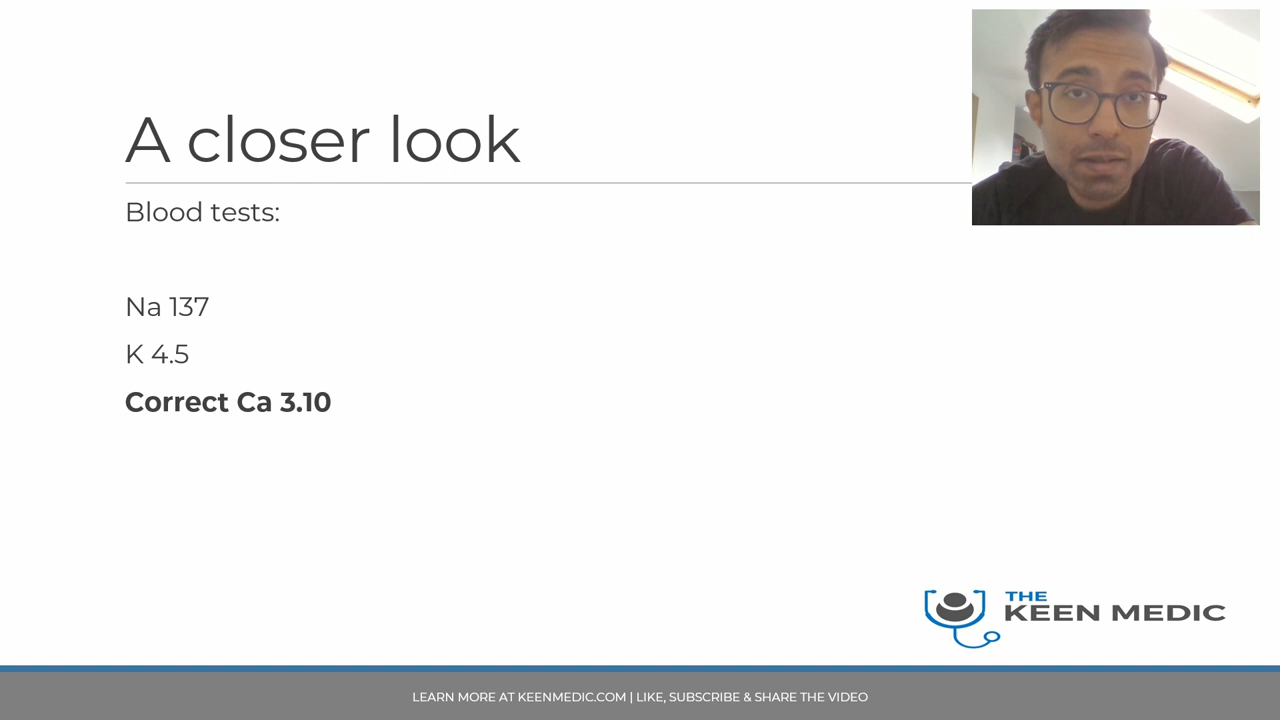 A closer look
Blood tests:
Na 137
K 4.5
Correct Ca 3.10
THE
KEEN MEDIC
LEARN MORE AT KEENMEDIC.COM | LIKE, SUBSCRIBE & SHARE THE VIDEO